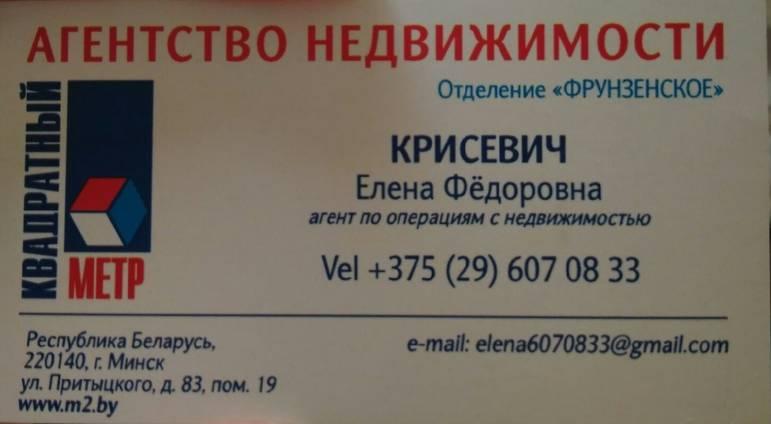 АГЕНТСТВО НЕДВИЖИМОСТИ
Отделение «ФРУНЗЕНСКОЕ»
КВАДРАТНЫЙ
МЕТР
КРИСЕВИЧ
Елена Фёдоровна
агент по операциям с недвижимостью
Vel +375 (29) 607 08 33
Республика Беларусь,
220140, г. Минск
ул. Притыцкого, д. 83, пом. 19
www.m2.by
e-mail: elena6070833@gmail.com